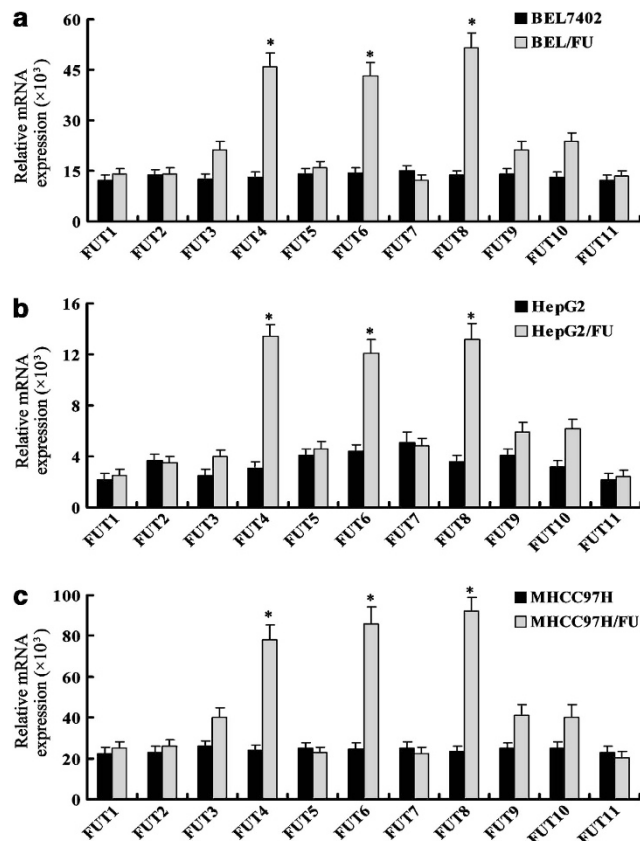 a
BEL7402
BEL/FU
Relative mRNA
expression (×10³)
60
45
30
15
0
*
*
*
FUT1
FUT2
FUT3
FUT4
FUT5
FUT6
FUT7
FUT8
FUT9
FUT10
FUT11
b
HepG2
HepG2/FU
Relative mRNA
expression (×10³)
16
12
8
4
0
*
*
*
FUT1
FUT2
FUT3
FUT4
FUT5
FUT6
FUT7
FUT8
FUT9
FUT10
FUT11
c
MHCC97H
MHCC97H/FU
Relative mRNA
expression (×10³)
100
80
60
40
20
0
*
*
*
FUT1
FUT2
FUT3
FUT4
FUT5
FUT6
FUT7
FUT8
FUT9
FUT10
FUT11